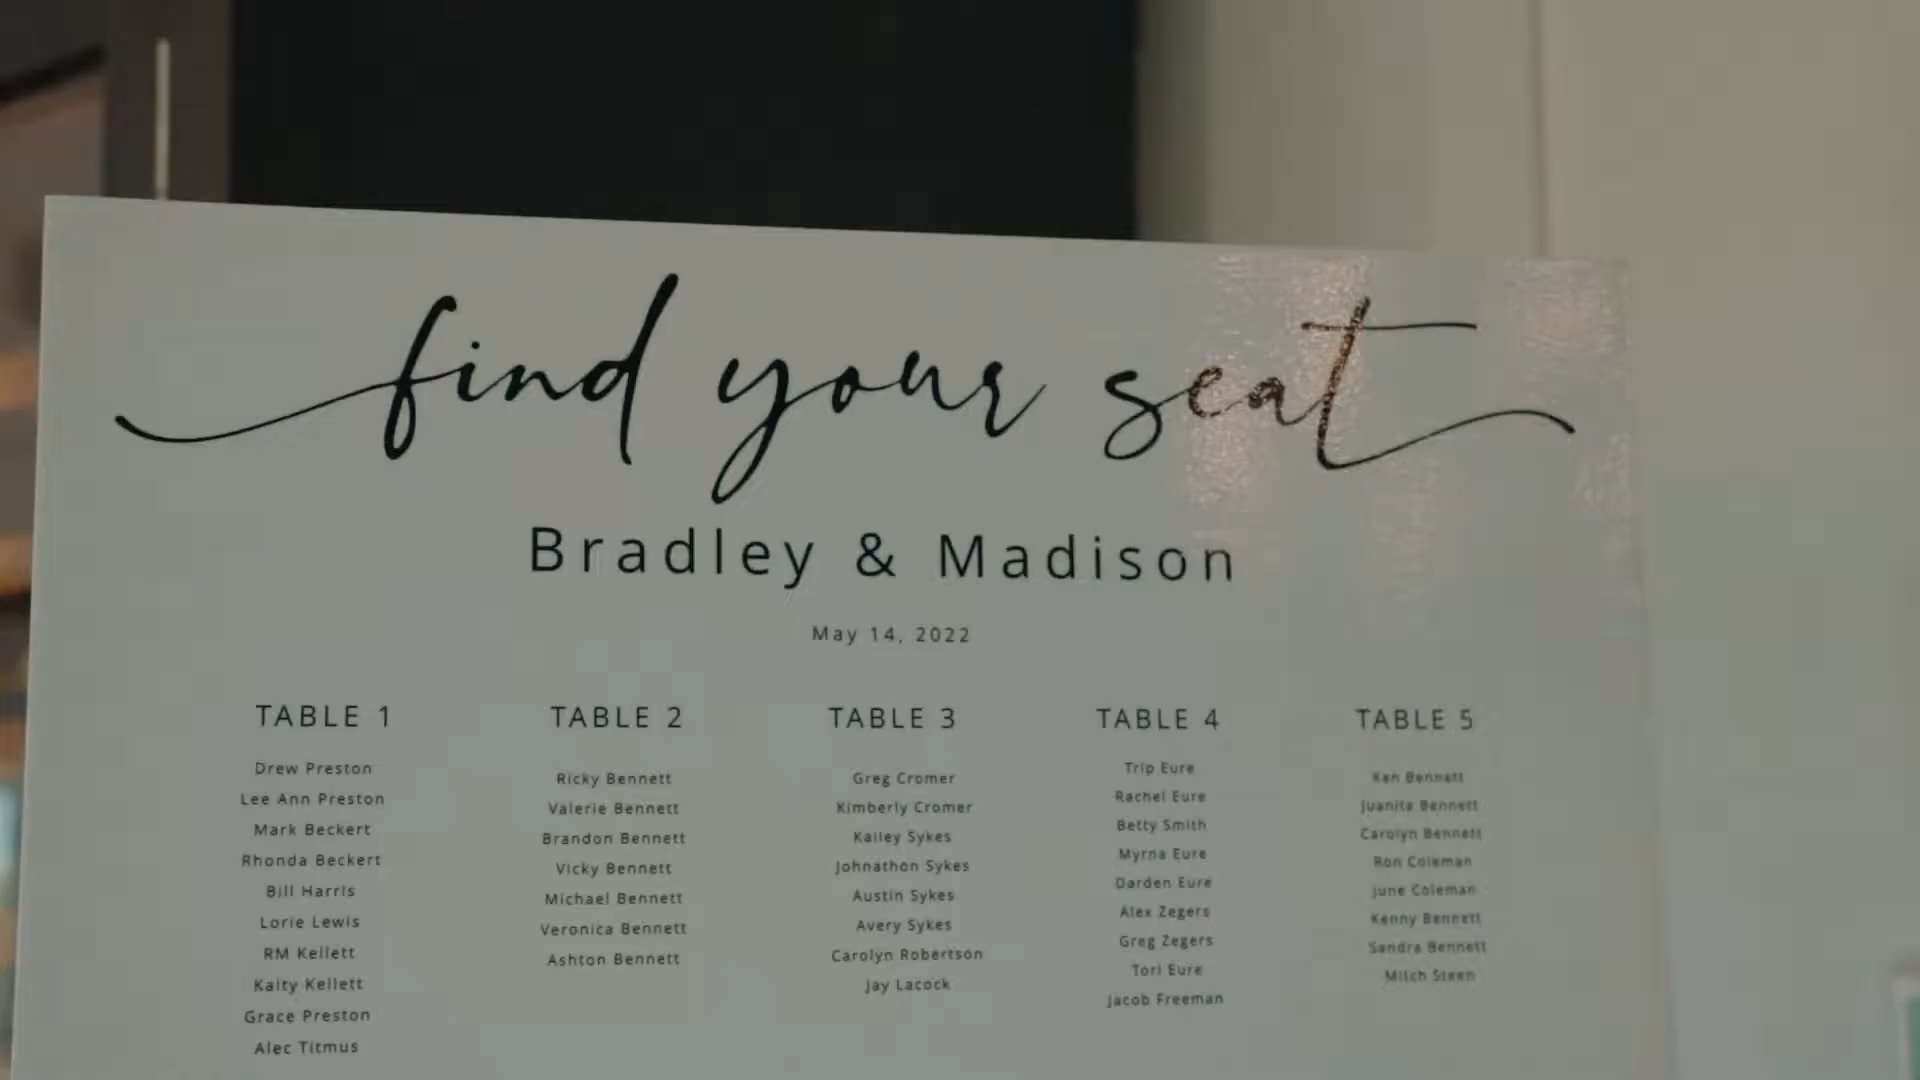 find your seat
Bradley & Madison
May 14, 2022
TABLE 1
Drew Preston
Lee Ann Preston
Mark Beckert
Rhonda Beckert
Bill Harris
Lorie Lewis
RM Kellett
Kaity Kellett
Grace Preston
Alec Titmus
TABLE 2
Ricky Bennett
Valerie Bennett
Brandon Bennett
Vicky Bennett
Michael Bennett
Veronica Bennett
Ashton Bennett
TABLE 3
Greg Cromer
Kimberly Cromer
Kailey Sykes
Johnathon Sykes
Austin Sykes
Avery Sykes
Carolyn Robertson
Jay Lacock
TABLE 4
Trip Eure
Rachel Eure
Betty Smith
Myrna Eure
Darden Eure
Alex Zegers
Greg Zegers
Tori Eure
Jacob Freeman
TABLE 5
Ken Bennett
Juanita Bennett
Carolyn Bennett
Ron Coleman
June Coleman
Kenny Bennett
Sandra Bennett
Mitch Steen